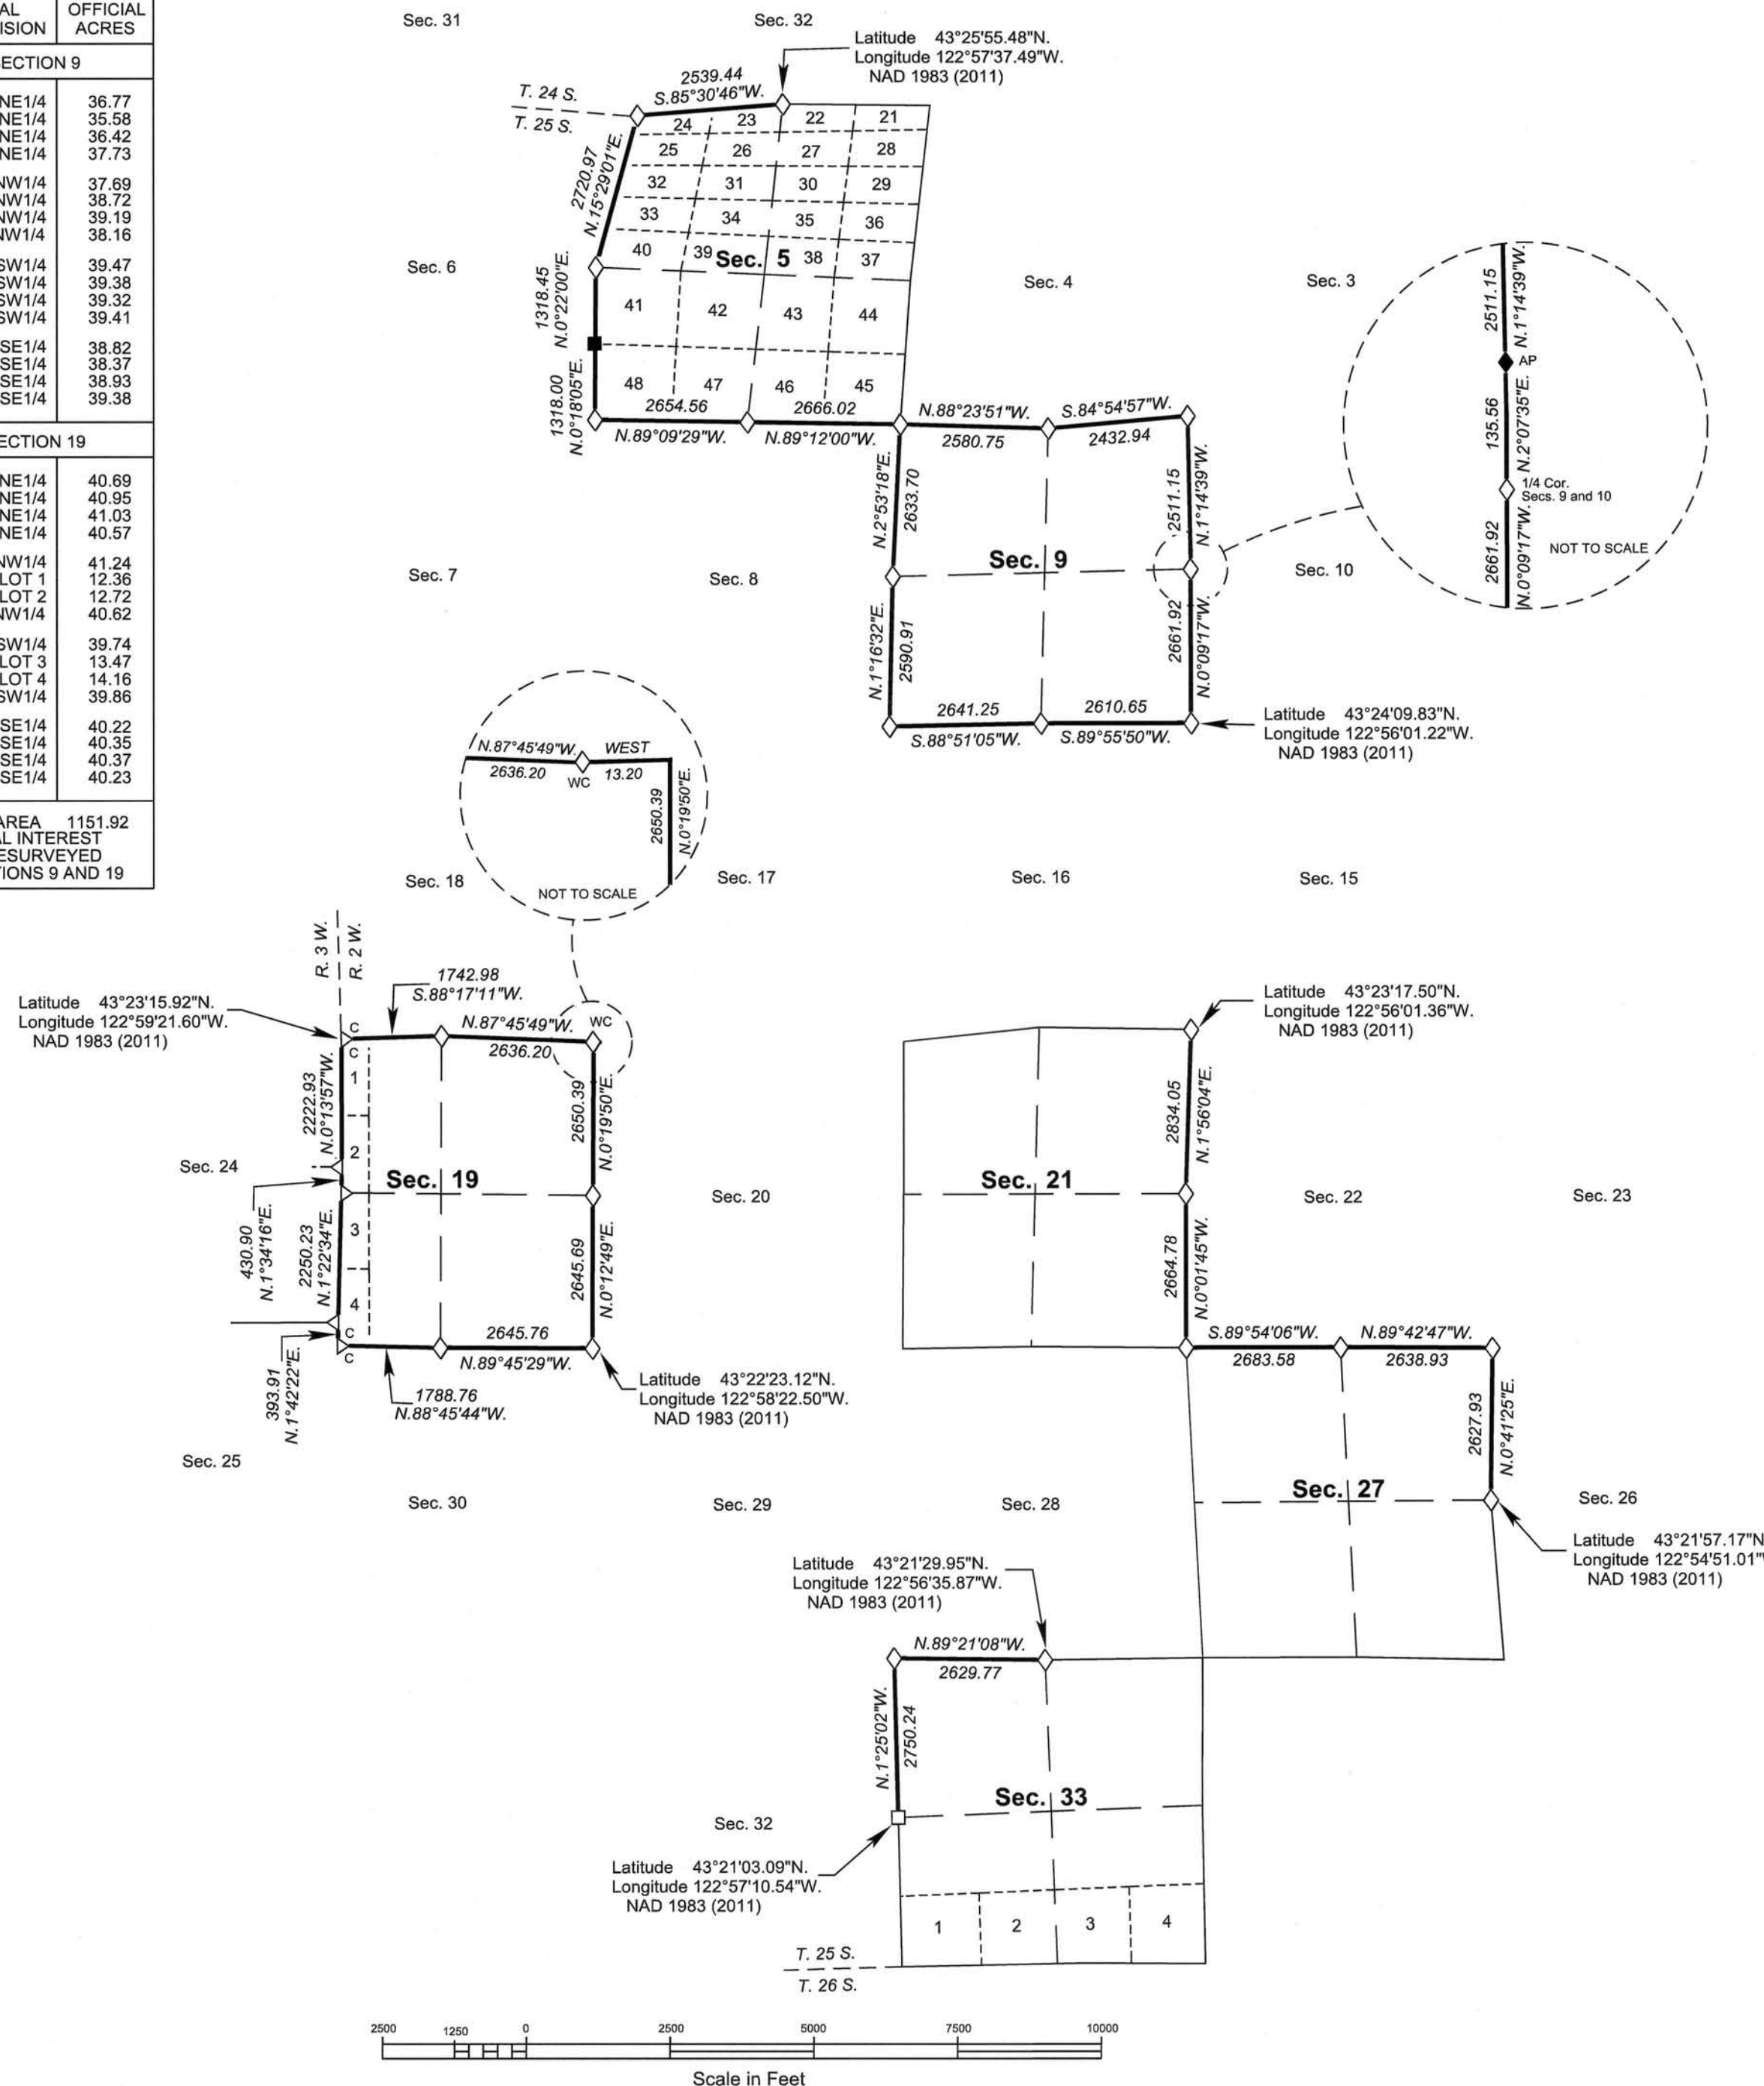 AL OFFICIAL
ISION ACRES
ECTION 9
NE1/4 36.77
NE1/4 35.58
NE1/4 36.42
NE1/4 37.73
NW1/4 37.69
NW1/4 38.72
NW1/4 39.19
NW1/4 38.16
SW1/4 39.47
SW1/4 39.38
SW1/4 39.32
SW1/4 39.41
SE1/4 38.82
SE1/4 38.37
SE1/4 38.93
SE1/4 39.38
ECTION 19
NE1/4 40.69
NE1/4 40.95
NE1/4 41.03
NE1/4 40.57
NW1/4 41.24
LOT 1 12.36
LOT 2 12.72
NW1/4 40.62
SW1/4 39.74
LOT 3 13.47
LOT 4 14.16
SW1/4 39.86
SE1/4 40.22
SE1/4 40.35
SE1/4 40.37
SE1/4 40.23
AREA 1151.92
AL INTEREST
ESURVEYED
TIONS 9 AND 19
Sec. 31
Sec. 32
Latitude 43°25'55.48"N.
Longitude 122°57'37.49"W.
NAD 1983 (2011)
2539.44
S.85°30'46"W.
T. 24 S.
T. 25 S.
24 23 22 21
25 26 27 28
32 31 30 29
33 34 35 36
40 39 38 37
Sec. 5
41 42 43 44
48 47 46 45
2720.97
N.15°29'01"E.
1318.45
N.0°22'00"E.
1318.00
N.0°18'05"E.
2654.56
N.89°09'29"W.
2666.02
N.89°12'00"W.
Sec. 6
Sec. 4
Sec. 3
N.88°23'51"W.
2580.75
S.84°54'57"W.
2432.94
N.2°53'18"E.
2633.70
2511.15
N.1°14'39"W.
Sec. 9
N.1°16'32"E.
2590.91
2661.92
N.0°09'17"W.
2641.25
S.88°51'05"W.
2610.65
S.89°55'50"W.
Latitude 43°24'09.83"N.
Longitude 122°56'01.22"W.
NAD 1983 (2011)
2511.15
N.1°14'39"W.
AP
135.56
N.2°07'35"E.
1/4 Cor.
Secs. 9 and 10
2661.92
N.0°09'17"W.
NOT TO SCALE
Sec. 7
Sec. 8
Sec. 10
N.87°45'49"W.
2636.20
WC
WEST
13.20
2650.39
N.0°19'50"E.
NOT TO SCALE
Sec. 18
Sec. 17
Sec. 16
Sec. 15
R. 3 W.
R. 2 W.
1742.98
S.88°17'11"W.
Latitude 43°23'15.92"N.
Longitude 122°59'21.60"W.
NAD 1983 (2011)
C
C
N.87°45'49"W.
2636.20
WC
2222.93
N.0°13'57"W.
1
2
3
4
2650.39
N.0°19'50"E.
Sec. 24
Sec. 19
Sec. 20
430.90
N.1°34'16"E.
2250.23
N.1°22'34"E.
2645.69
N.0°12'49"E.
C
C
393.91
N.1°42'22"E.
2645.76
N.89°45'29"W.
1788.76
N.88°45'44"W.
Latitude 43°22'23.12"N.
Longitude 122°58'22.50"W.
NAD 1983 (2011)
Latitude 43°23'17.50"N.
Longitude 122°56'01.36"W.
NAD 1983 (2011)
2834.05
N.1°56'04"E.
Sec. 21
2664.78
N.0°01'45"W.
Sec. 22
Sec. 23
S.89°54'06"W.
2683.58
N.89°42'47"W.
2638.93
2627.93
N.0°41'25"E.
Sec. 25
Sec. 30
Sec. 29
Sec. 28
Sec. 27
Sec. 26
Latitude 43°21'57.17"N
Longitude 122°54'51.01"
NAD 1983 (2011)
Latitude 43°21'29.95"N.
Longitude 122°56'35.87"W.
NAD 1983 (2011)
N.89°21'08"W.
2629.77
N.1°25'02"W.
2750.24
Sec. 33
Sec. 32
Latitude 43°21'03.09"N.
Longitude 122°57'10.54"W.
NAD 1983 (2011)
1 2 3 4
T. 25 S.
T. 26 S.
2500 1250 0 2500 5000 7500 10000
Scale in Feet